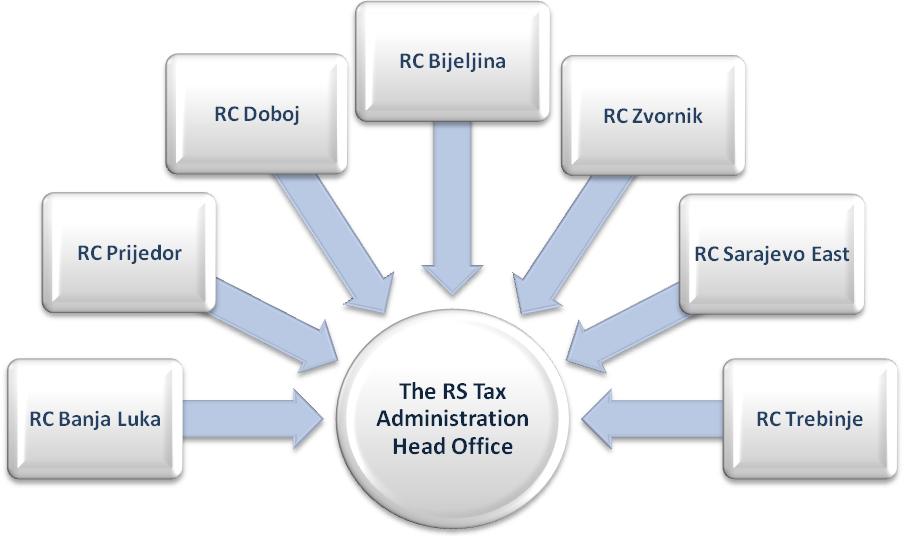 RC Bijeljina
RC Doboj
RC Zvornik
RC Prijedor
RC Sarajevo East
RC Banja Luka
The RS Tax
Administration
Head Office
RC Trebinje